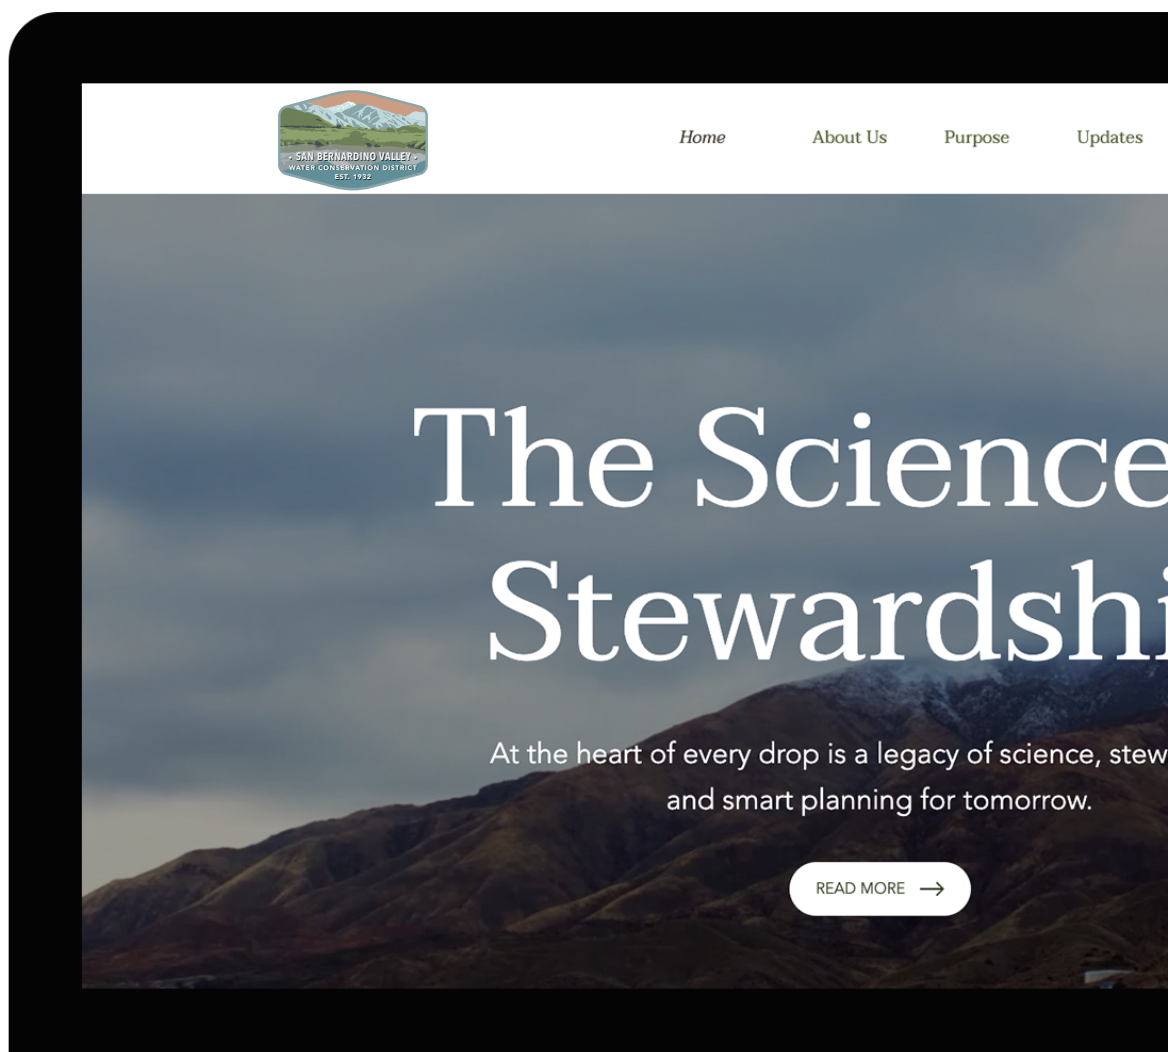 • SAN BERNARDINO VALLEY •
WATER CONSERVATION DISTRICT
EST. 1932
Home About Us Purpose Updates
The Science
Stewardshi
At the heart of every drop is a legacy of science, stew
and smart planning for tomorrow.
READ MORE →